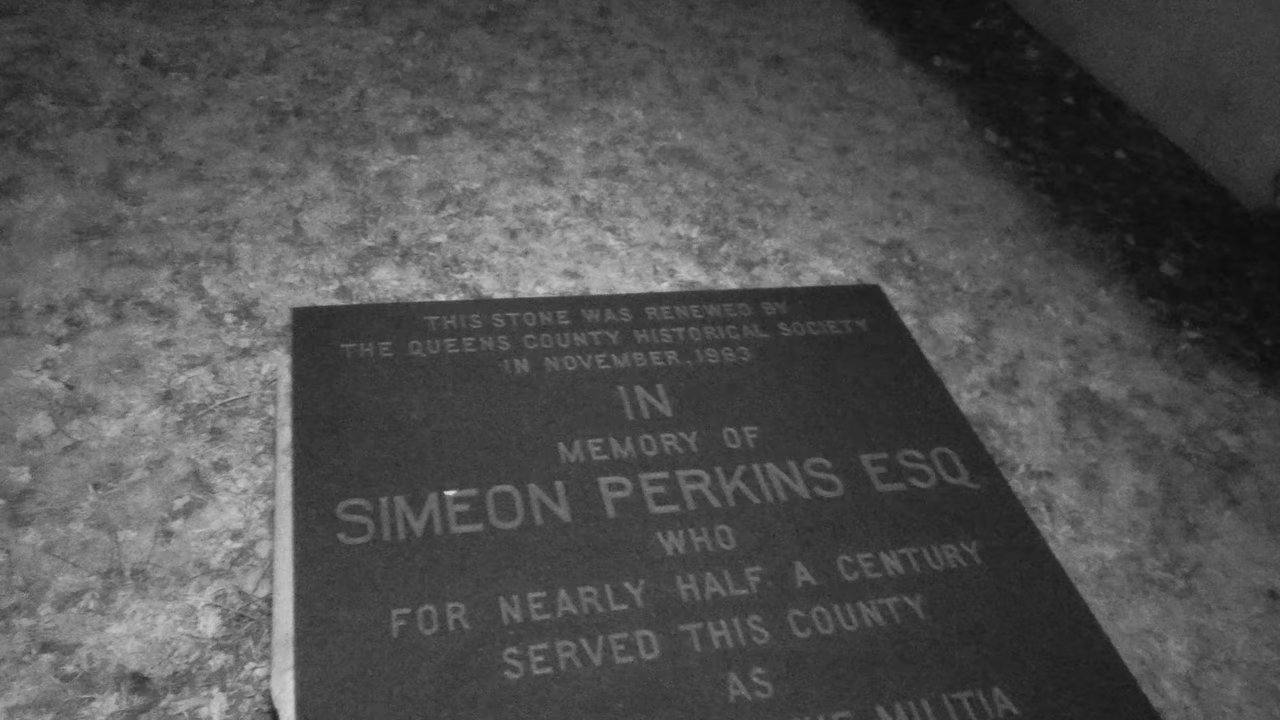 THIS STONE WAS RENEWED BY
THE QUEENS COUNTY HISTORICAL SOCIETY
IN NOVEMBER, 1963
IN
MEMORY OF
SIMEON PERKINS ESQ.
WHO
FOR NEARLY HALF A CENTURY
SERVED THIS COUNTY
AS
MILITIA